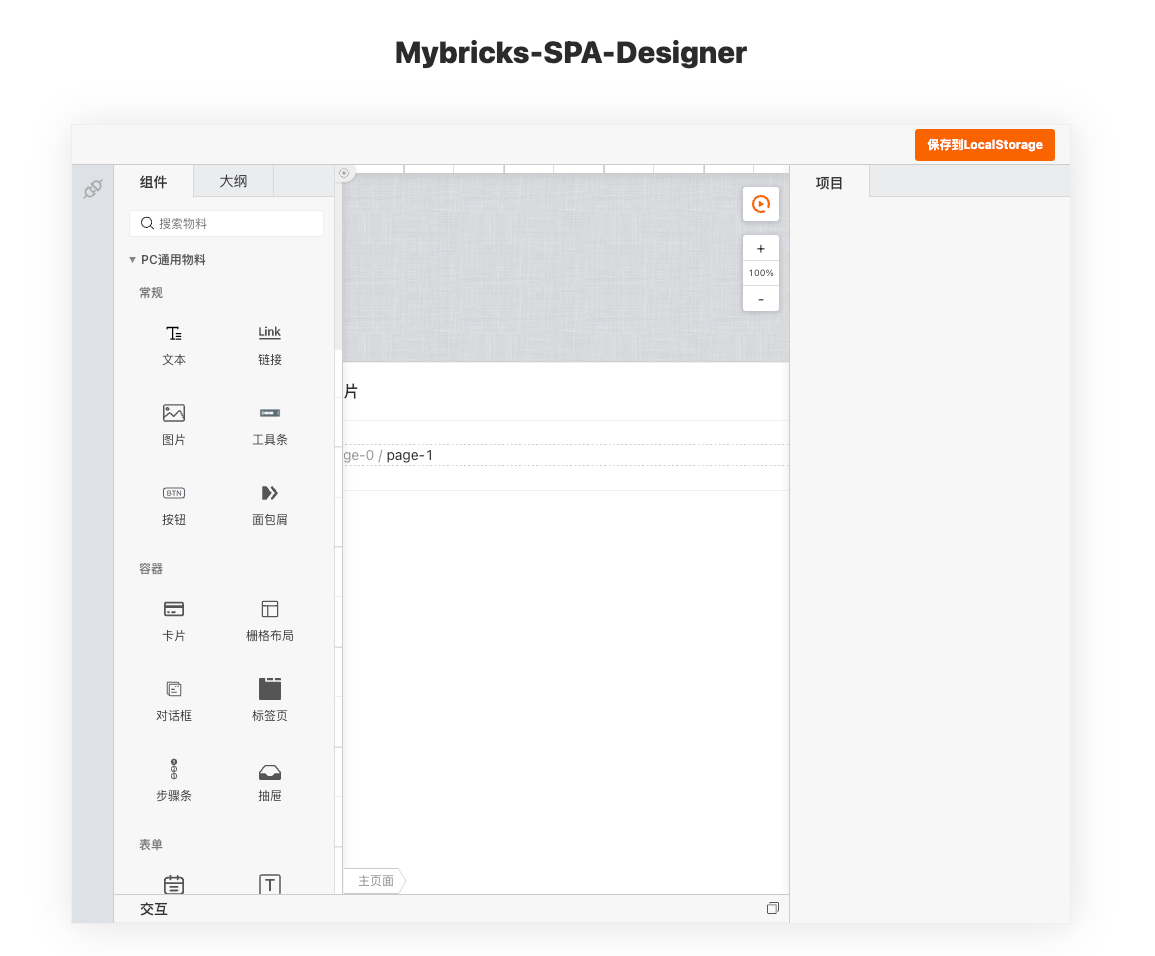 Mybricks-SPA-Designer
保存到LocalStorage
组件 大纲
项目
搜索物料
PC通用物料
常规
文本 Link 链接
图片 工具条
BTN 按钮 面包屑
容器
卡片 栅格布局
对话框 标签页
步骤条 抽屉
表单
T
+
100%
-
片
ge-0 / page-1
主页面
交互